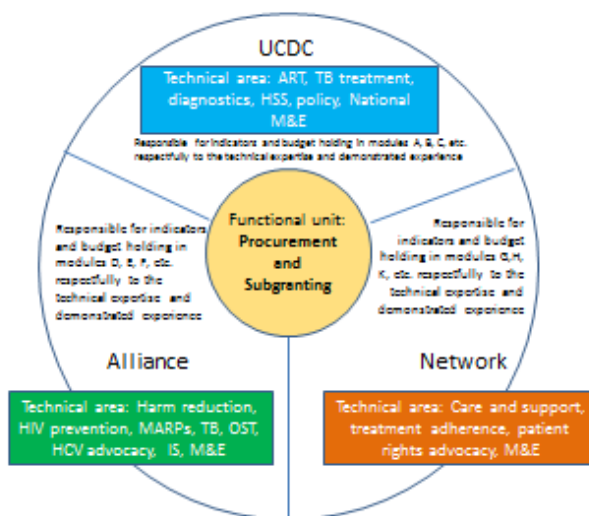 UCDC
Technical area: ART, TB treatment,
diagnostics, HSS, policy, National
M&E
Responsible for indicators and budget holding in modules A, B, C, etc.
respectfully to the technical expertise and demonstrated experience
Functional unit:
Procurement
and
Subgranting
Responsible for indicators
and budget holding in
modules D, E, F, etc.
respectfully to the
technical expertise and
demonstrated experience
Responsible for
indicators and budget
holding in modules G,H,
K, etc. respectfully to
the technical expertise
and demonstrated
experience
Alliance
Technical area: Harm reduction,
HIV prevention, MARPs, TB, OST,
HCV advocacy, IS, M&E
Network
Technical area: Care and support,
treatment adherence, patient
rights advocacy, M&E